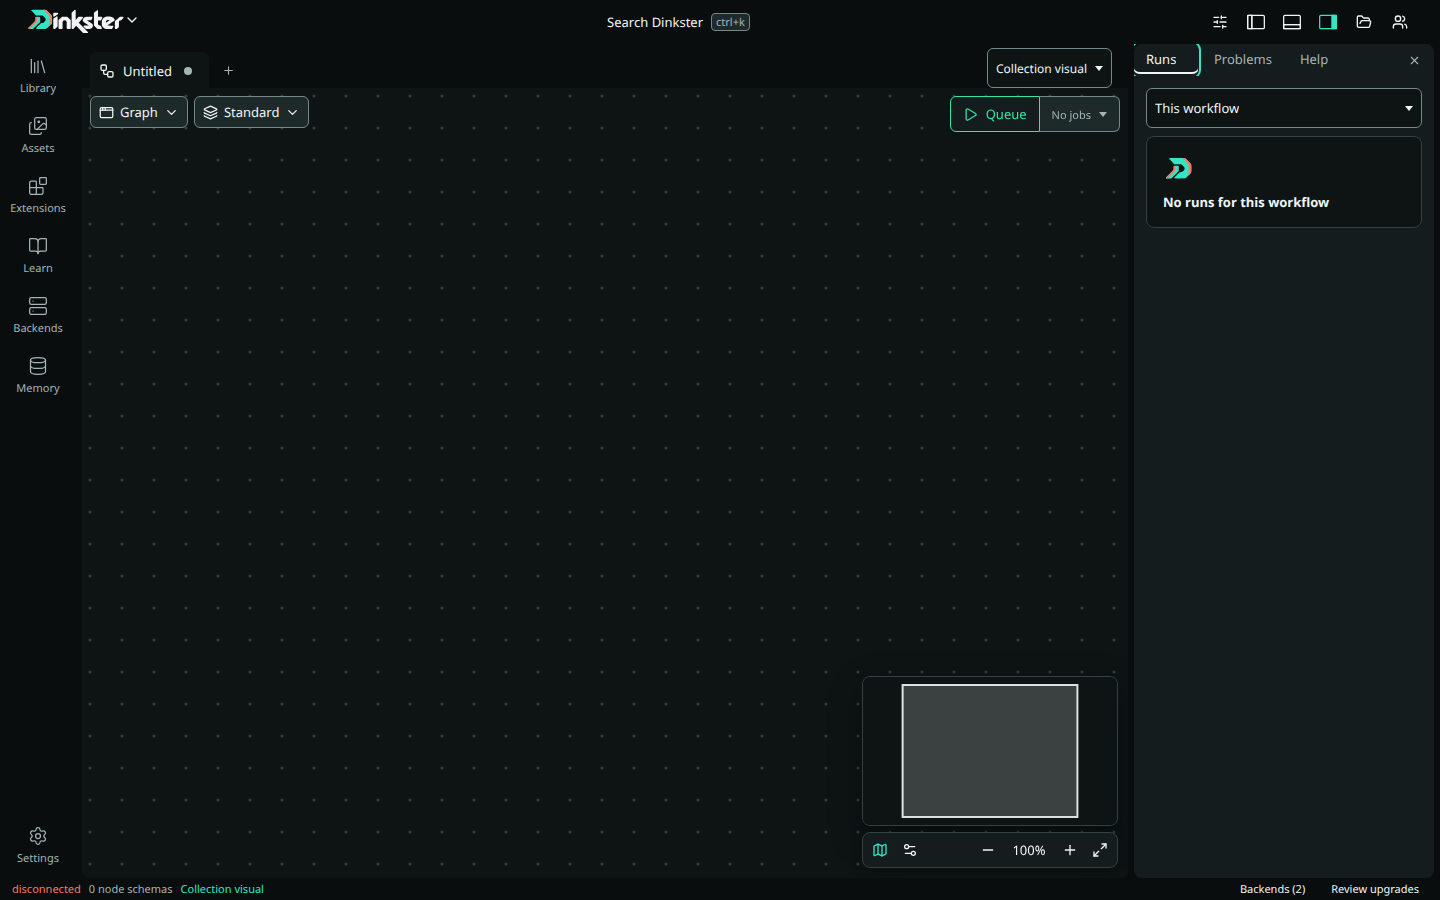 Dinkster
Search Dinkster ctrl+k
Library
Assets
Extensions
Learn
Backends
Memory
Settings
Untitled
Collection visual
Graph
Standard
Queue
No jobs
Runs
Problems
Help
This workflow
No runs for this workflow
100%
disconnected 0 node schemas Collection visual
Backends (2) Review upgrades